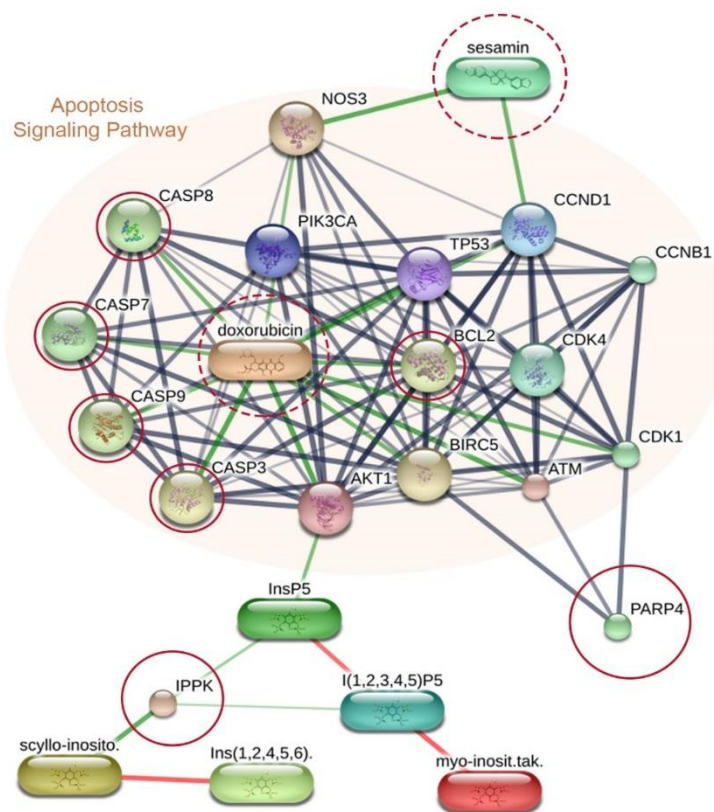 sesamin
Apoptosis
Signaling Pathway
NOS3
CASP8
PIK3CA
TP53
CCND1
CCNB1
CASP7
doxorubicin
BCL2
CDK4
CASP9
CASP3
AKT1
BIRC5
ATM
CDK1
InsP5
PARP4
IPPK
I(1,2,3,4,5)P5
scyllo-inosito.
Ins(1,2,4,5,6).
myo-inosit.tak.